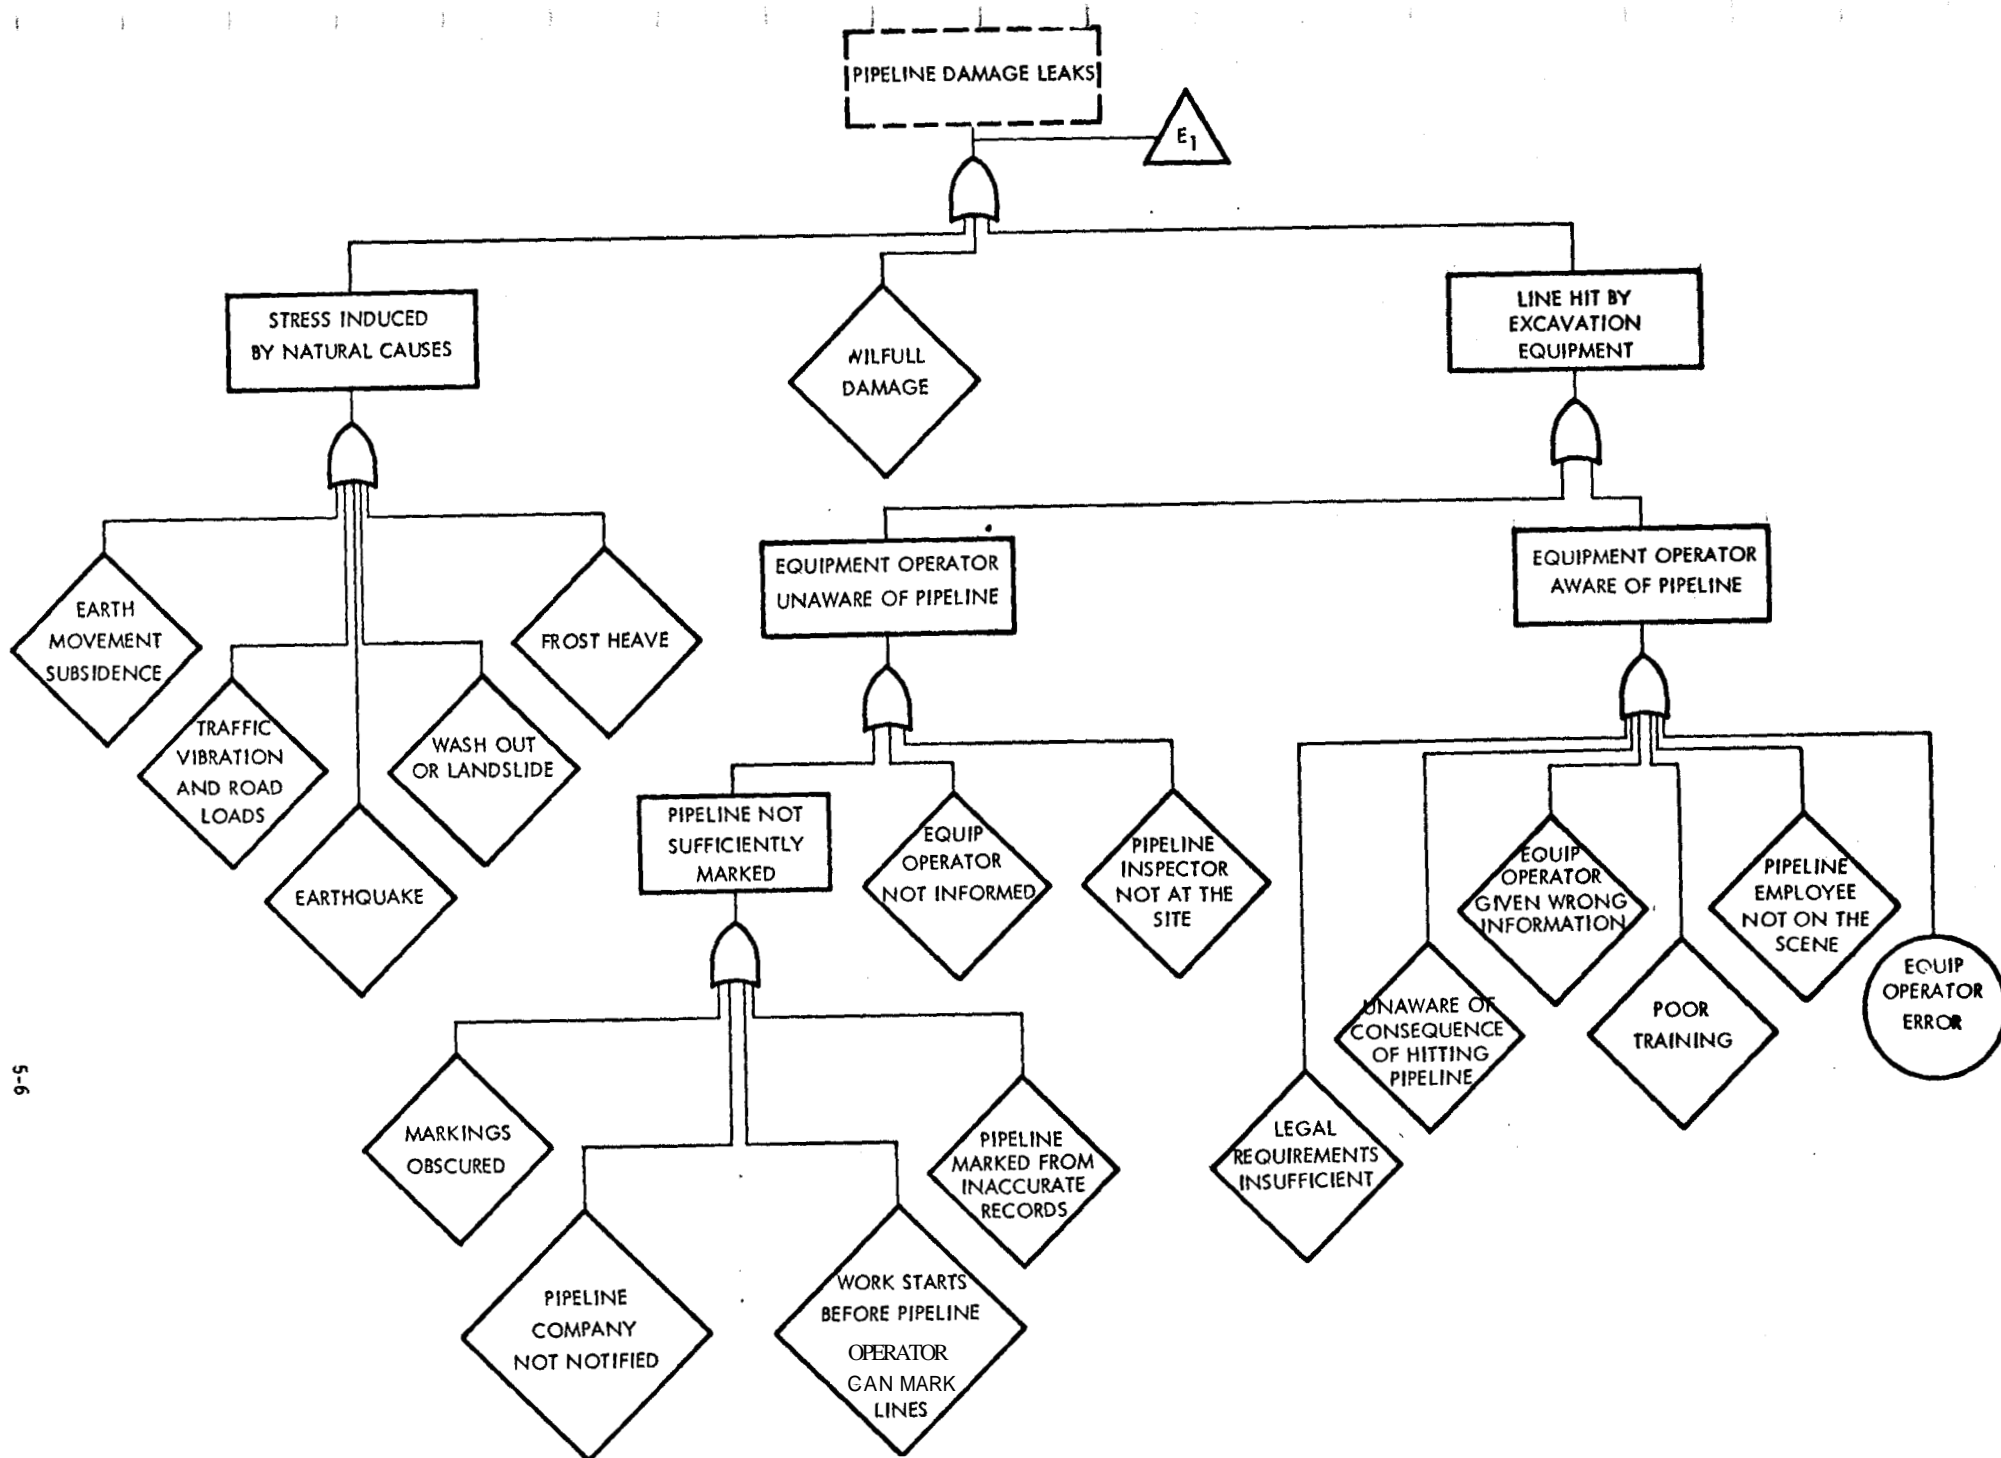 PIPELINE DAMAGE LEAKS
E1
STRESS INDUCED
BY NATURAL CAUSES
WILFULL
DAMAGE
LINE HIT BY
EXCAVATION
EQUIPMENT
EARTH
MOVEMENT
SUBSIDENCE
TRAFFIC
VIBRATION
AND ROAD
LOADS
EARTHQUAKE
WASH OUT
OR LANDSLIDE
FROST HEAVE
EQUIPMENT OPERATOR
UNAWARE OF PIPELINE
EQUIPMENT OPERATOR
AWARE OF PIPELINE
PIPELINE NOT
SUFFICIENTLY
MARKED
EQUIP
OPERATOR
NOT INFORMED
PIPELINE
INSPECTOR
NOT AT THE
SITE
LEGAL
REQUIREMENTS
INSUFFICIENT
UNAWARE OF
CONSEQUENCE
OF HITTING
PIPELINE
EQUIP
OPERATOR
GIVEN WRONG
INFORMATION
POOR
TRAINING
PIPELINE
EMPLOYEE
NOT ON THE
SCENE
EQUIP
OPERATOR
ERROR
MARKINGS
OBSCURED
PIPELINE
COMPANY
NOT NOTIFIED
WORK STARTS
BEFORE PIPELINE
OPERATOR
GAN MARK
LINES
PIPELINE
MARKED FROM
INACCURATE
RECORDS
5-6